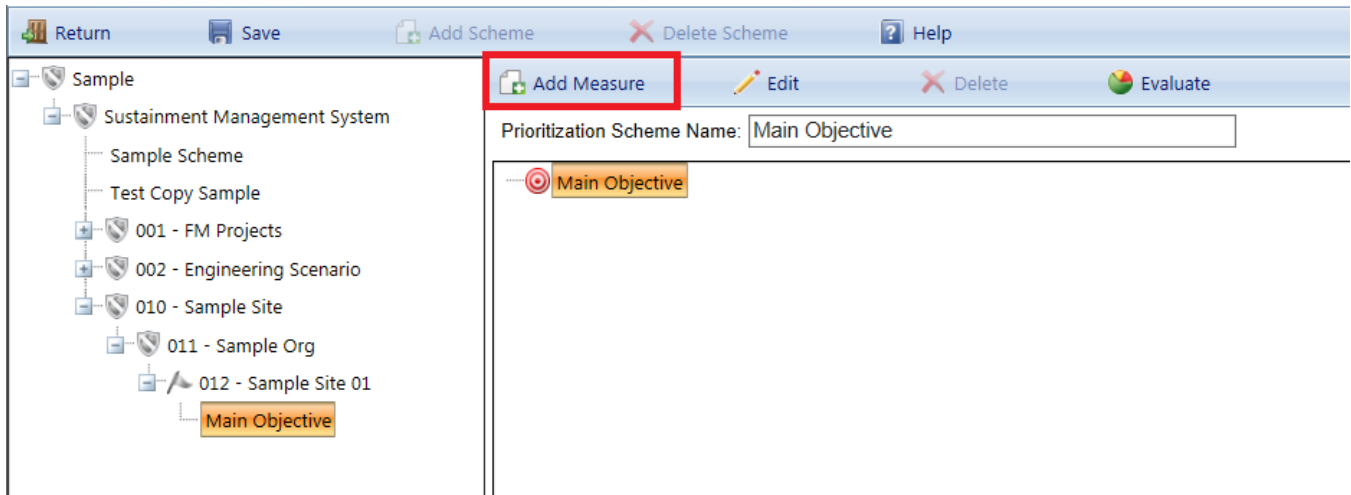 Return Save Add Scheme Delete Scheme Help
Sample
Sustainment Management System
Sample Scheme
Test Copy Sample
001 - FM Projects
002 - Engineering Scenario
010 - Sample Site
011 - Sample Org
012 - Sample Site 01
Main Objective
Add Measure Edit Delete Evaluate
Prioritization Scheme Name: Main Objective
Main Objective